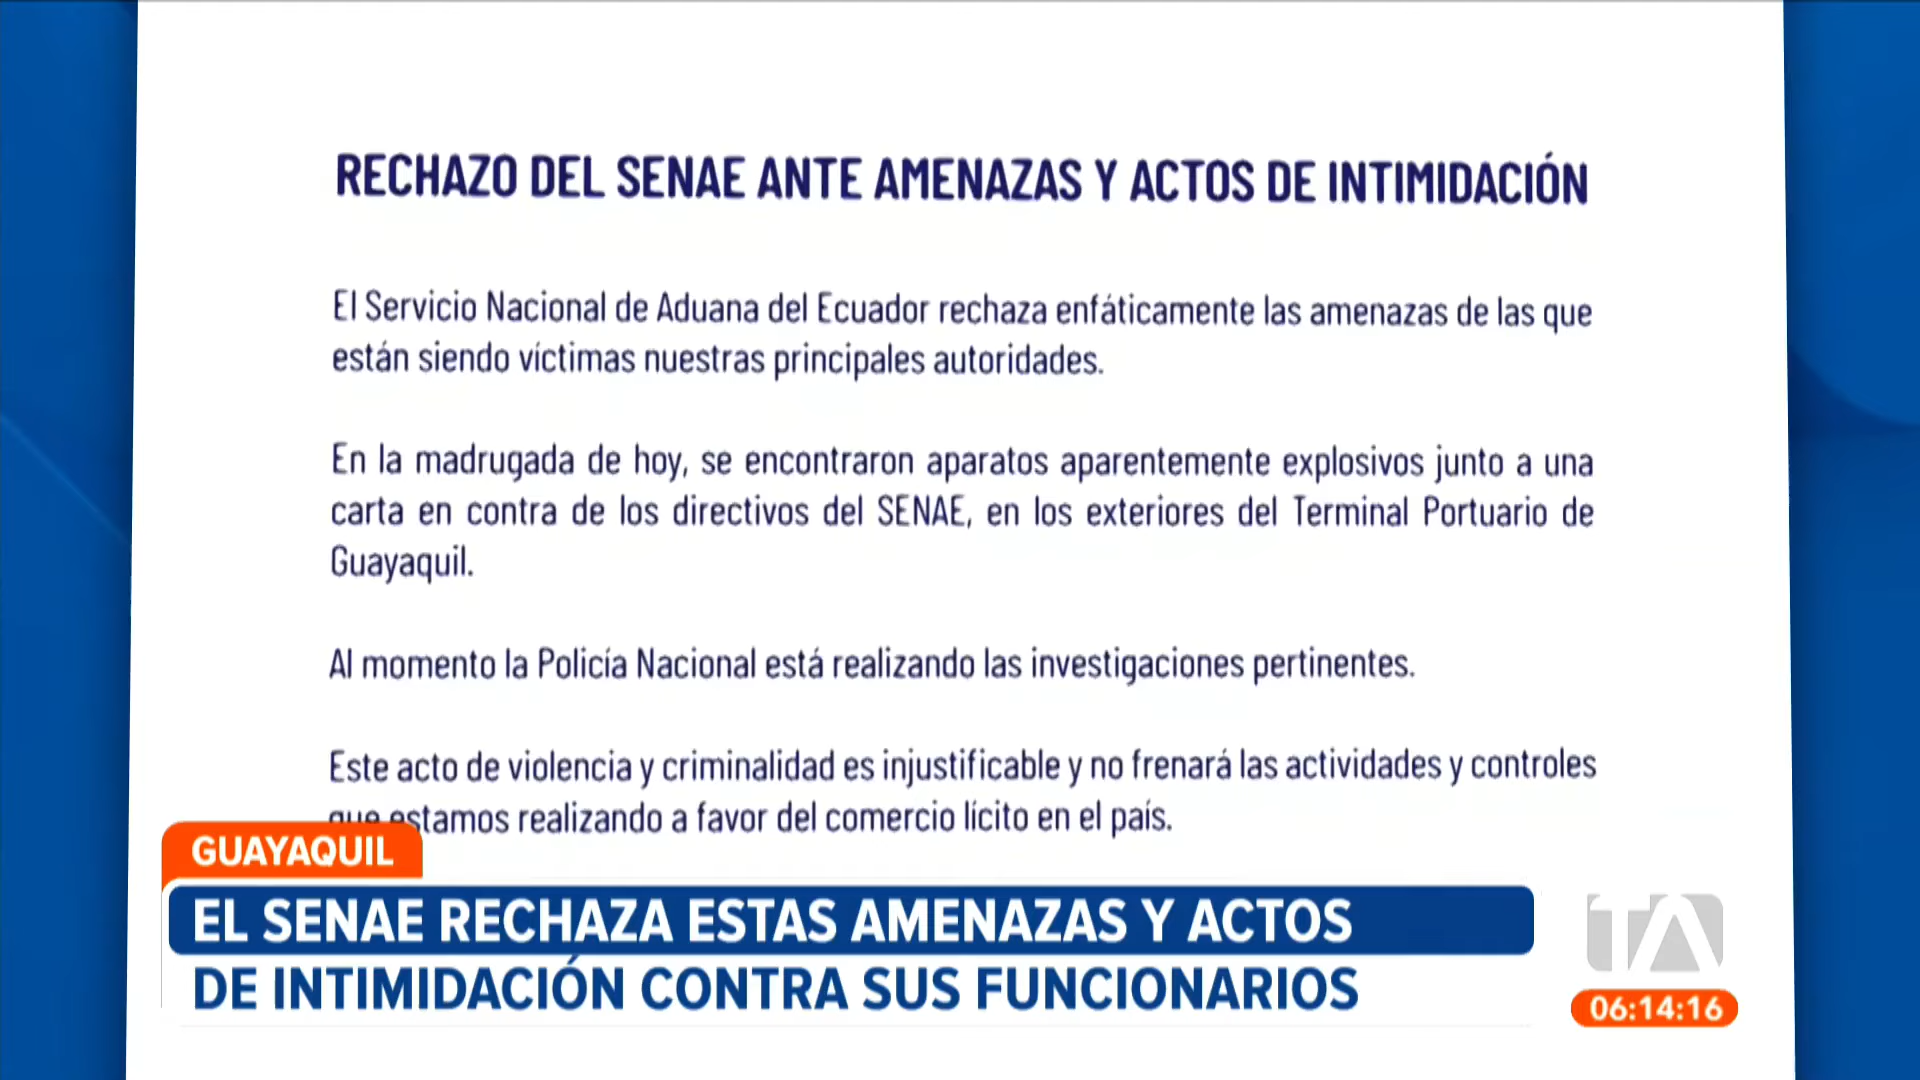 RECHAZO DEL SENAE ANTE AMENAZAS Y ACTOS DE INTIMIDACIÓN
El Servicio Nacional de Aduana del Ecuador rechaza enfáticamente las amenazas de las que
están siendo víctimas nuestras principales autoridades.
En la madrugada de hoy, se encontraron aparatos aparentemente explosivos junto a una
carta en contra de los directivos del SENAE, en los exteriores del Terminal Portuario de
Guayaquil.
Al momento la Policía Nacional está realizando las investigaciones pertinentes.
Este acto de violencia y criminalidad es injustificable y no frenará las actividades y controles
que estamos realizando a favor del comercio lícito en el país.
GUAYAQUIL
EL SENAE RECHAZA ESTAS AMENAZAS Y ACTOS
DE INTIMIDACIÓN CONTRA SUS FUNCIONARIOS
TA
06:14:16